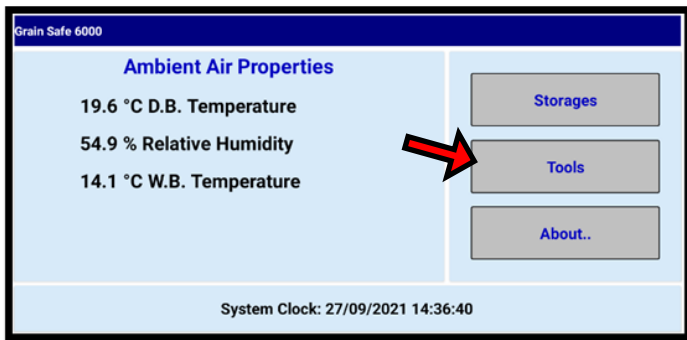 Grain Safe 6000
Ambient Air Properties
19.6 °C D.B. Temperature
54.9 % Relative Humidity
14.1 °C W.B. Temperature
Storages
Tools
About..
System Clock: 27/09/2021 14:36:40